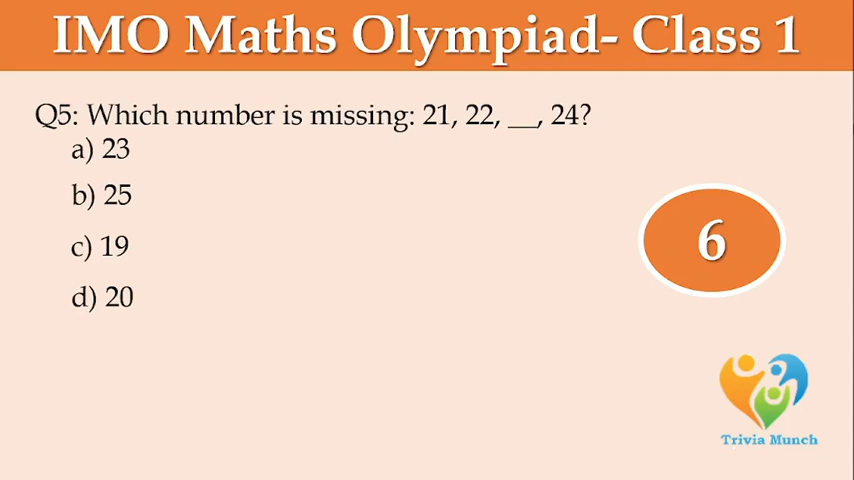 IMO Maths Olympiad- Class 1
Q5: Which number is missing: 21, 22, __, 24?
a) 23
b) 25
c) 19
d) 20
6
Trivia Munch